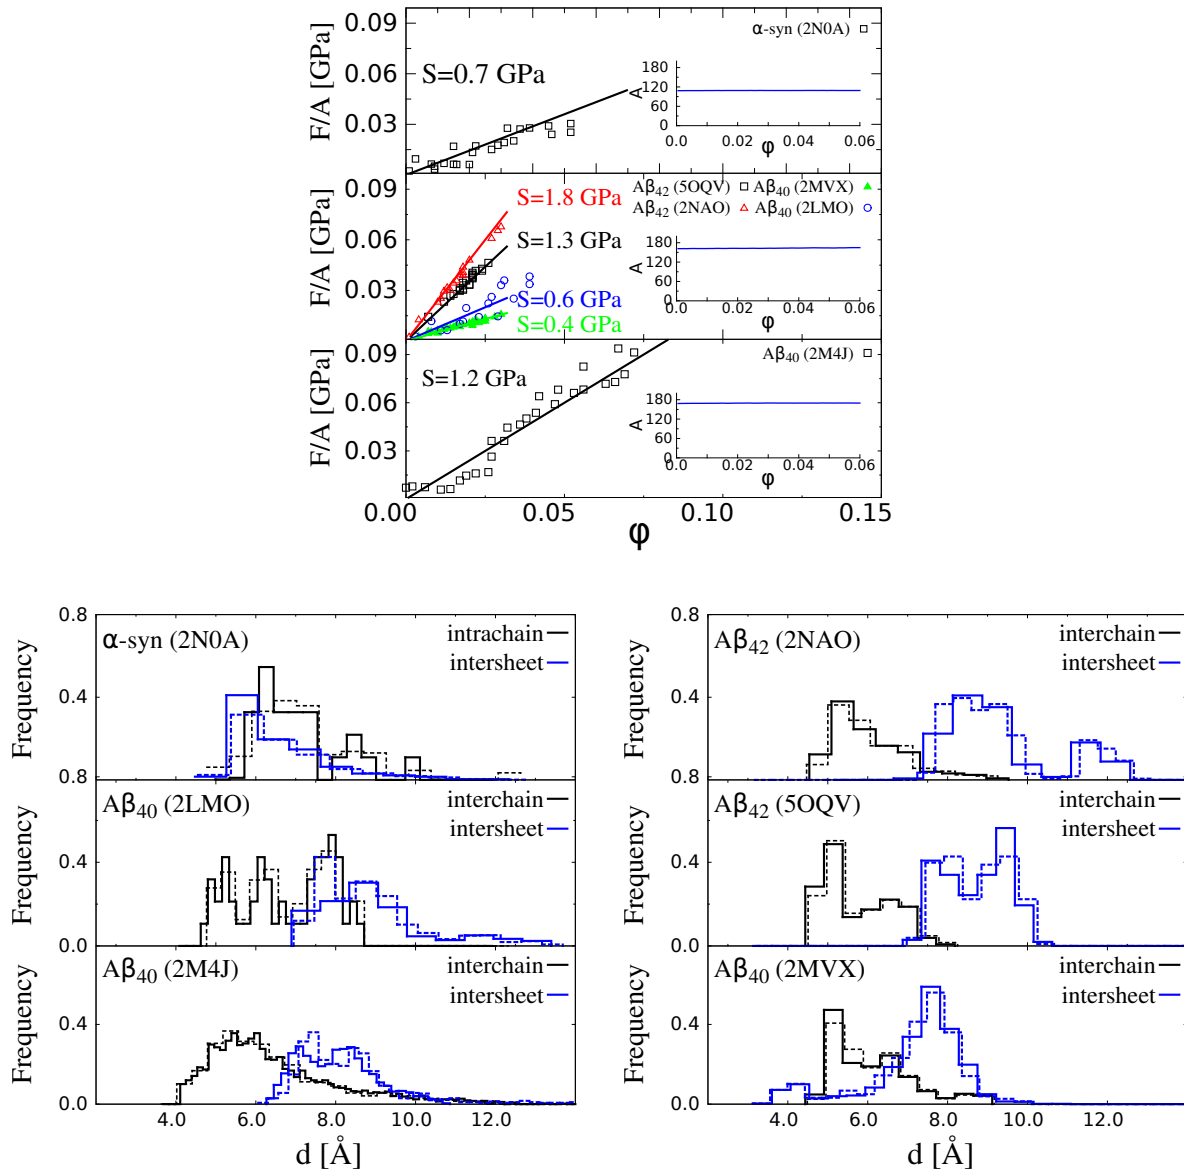 0.09
α-syn (2N0A)
S=0.7 GPa
180
120
60
0
A
0.0 0.02 0.04 0.06
φ
0.06
0.03
F/A [GPa]
0.09
Aβ42 (5OQV) Aβ40 (2MVX)
Aβ42 (2NAO) Aβ40 (2LMO)
S=1.8 GPa
S=1.3 GPa
S=0.6 GPa
S=0.4 GPa
180
120
60
0
A
0.0 0.02 0.04 0.06
φ
0.06
0.03
F/A [GPa]
0.09
Aβ40 (2M4J)
S=1.2 GPa
180
120
60
0
A
0.0 0.02 0.04 0.06
φ
0.06
0.03
F/A [GPa]
0.00 0.05 0.10 0.15
φ
0.8
α-syn (2N0A)
intrachain
intersheet
0.4
Frequency
0.8
Aβ40 (2LMO)
interchain
intersheet
0.4
Frequency
0.0
Aβ40 (2M4J)
interchain
intersheet
0.4
Frequency
0.0
4.0 6.0 8.0 10.0
d [Å]
0.8
Aβ42 (2NAO)
interchain
intersheet
0.4
Frequency
0.8
Aβ42 (5OQV)
interchain
intersheet
0.4
Frequency
0.0
Aβ40 (2MVX)
interchain
intersheet
0.4
Frequency
0.0
4.0 6.0 8.0 10.0 12.0
d [Å]